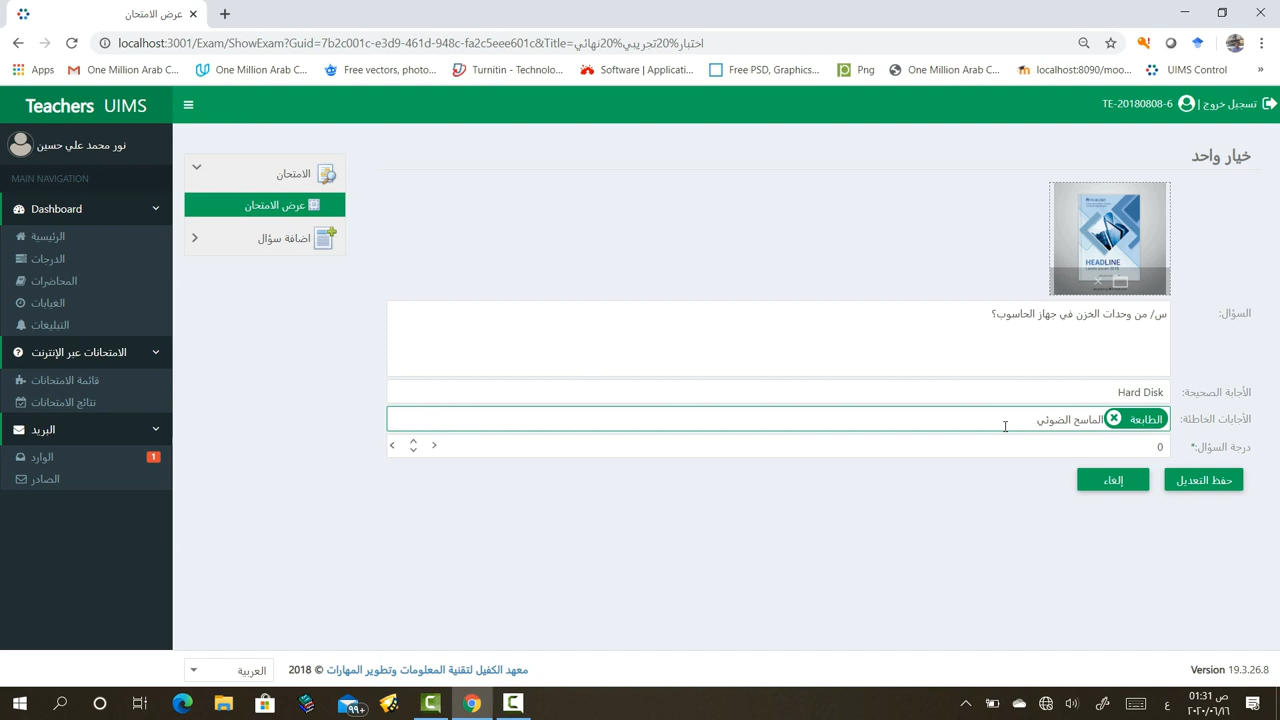 عرض الامتحان
localhost:3001/Exam/ShowExam?Guid=7b2c001c-e3d9-461d-948c-fa2c5eee601c&Title=اختبار%20تجريبي%20نهائي
Apps
One Million Arab C...
One Million Arab C...
Free vectors, photo...
Turnitin - Technolo...
Software | Applicati...
Free PSD, Graphics...
Png
One Million Arab C...
localhost:8090/moo...
UIMS Control
»
Teachers UIMS
TE-20180808-6
تسجيل خروج |
نور محمد علي حسين
MAIN NAVIGATION
Dashboard
الرئيسية
الدرجات
المحاضرات
الغيابات
التبليغات
الامتحانات عبر الإنترنت
قائمة الامتحانات
نتائج الامتحانات
البريد
الوارد
1
الصادر
الامتحان
عرض الامتحان
اضافة سؤال
خيار واحد
HEADLINE
السؤال:
س/ من وحدات الخزن في جهاز الحاسوب؟
الأجابة الصحيحة:
Hard Disk
الأجابات الخاطئة:
الطابعة
الماسح الضوئي
درجة السؤال:*
0
حفظ التعديل
إلغاء
العربية
معهد الكفيل لتقنية المعلومات وتطوير المهارات © 2018
Version 19.3.26.8
99+
ع
01:31 ص
٢٠٢٠/٠٦/١٦